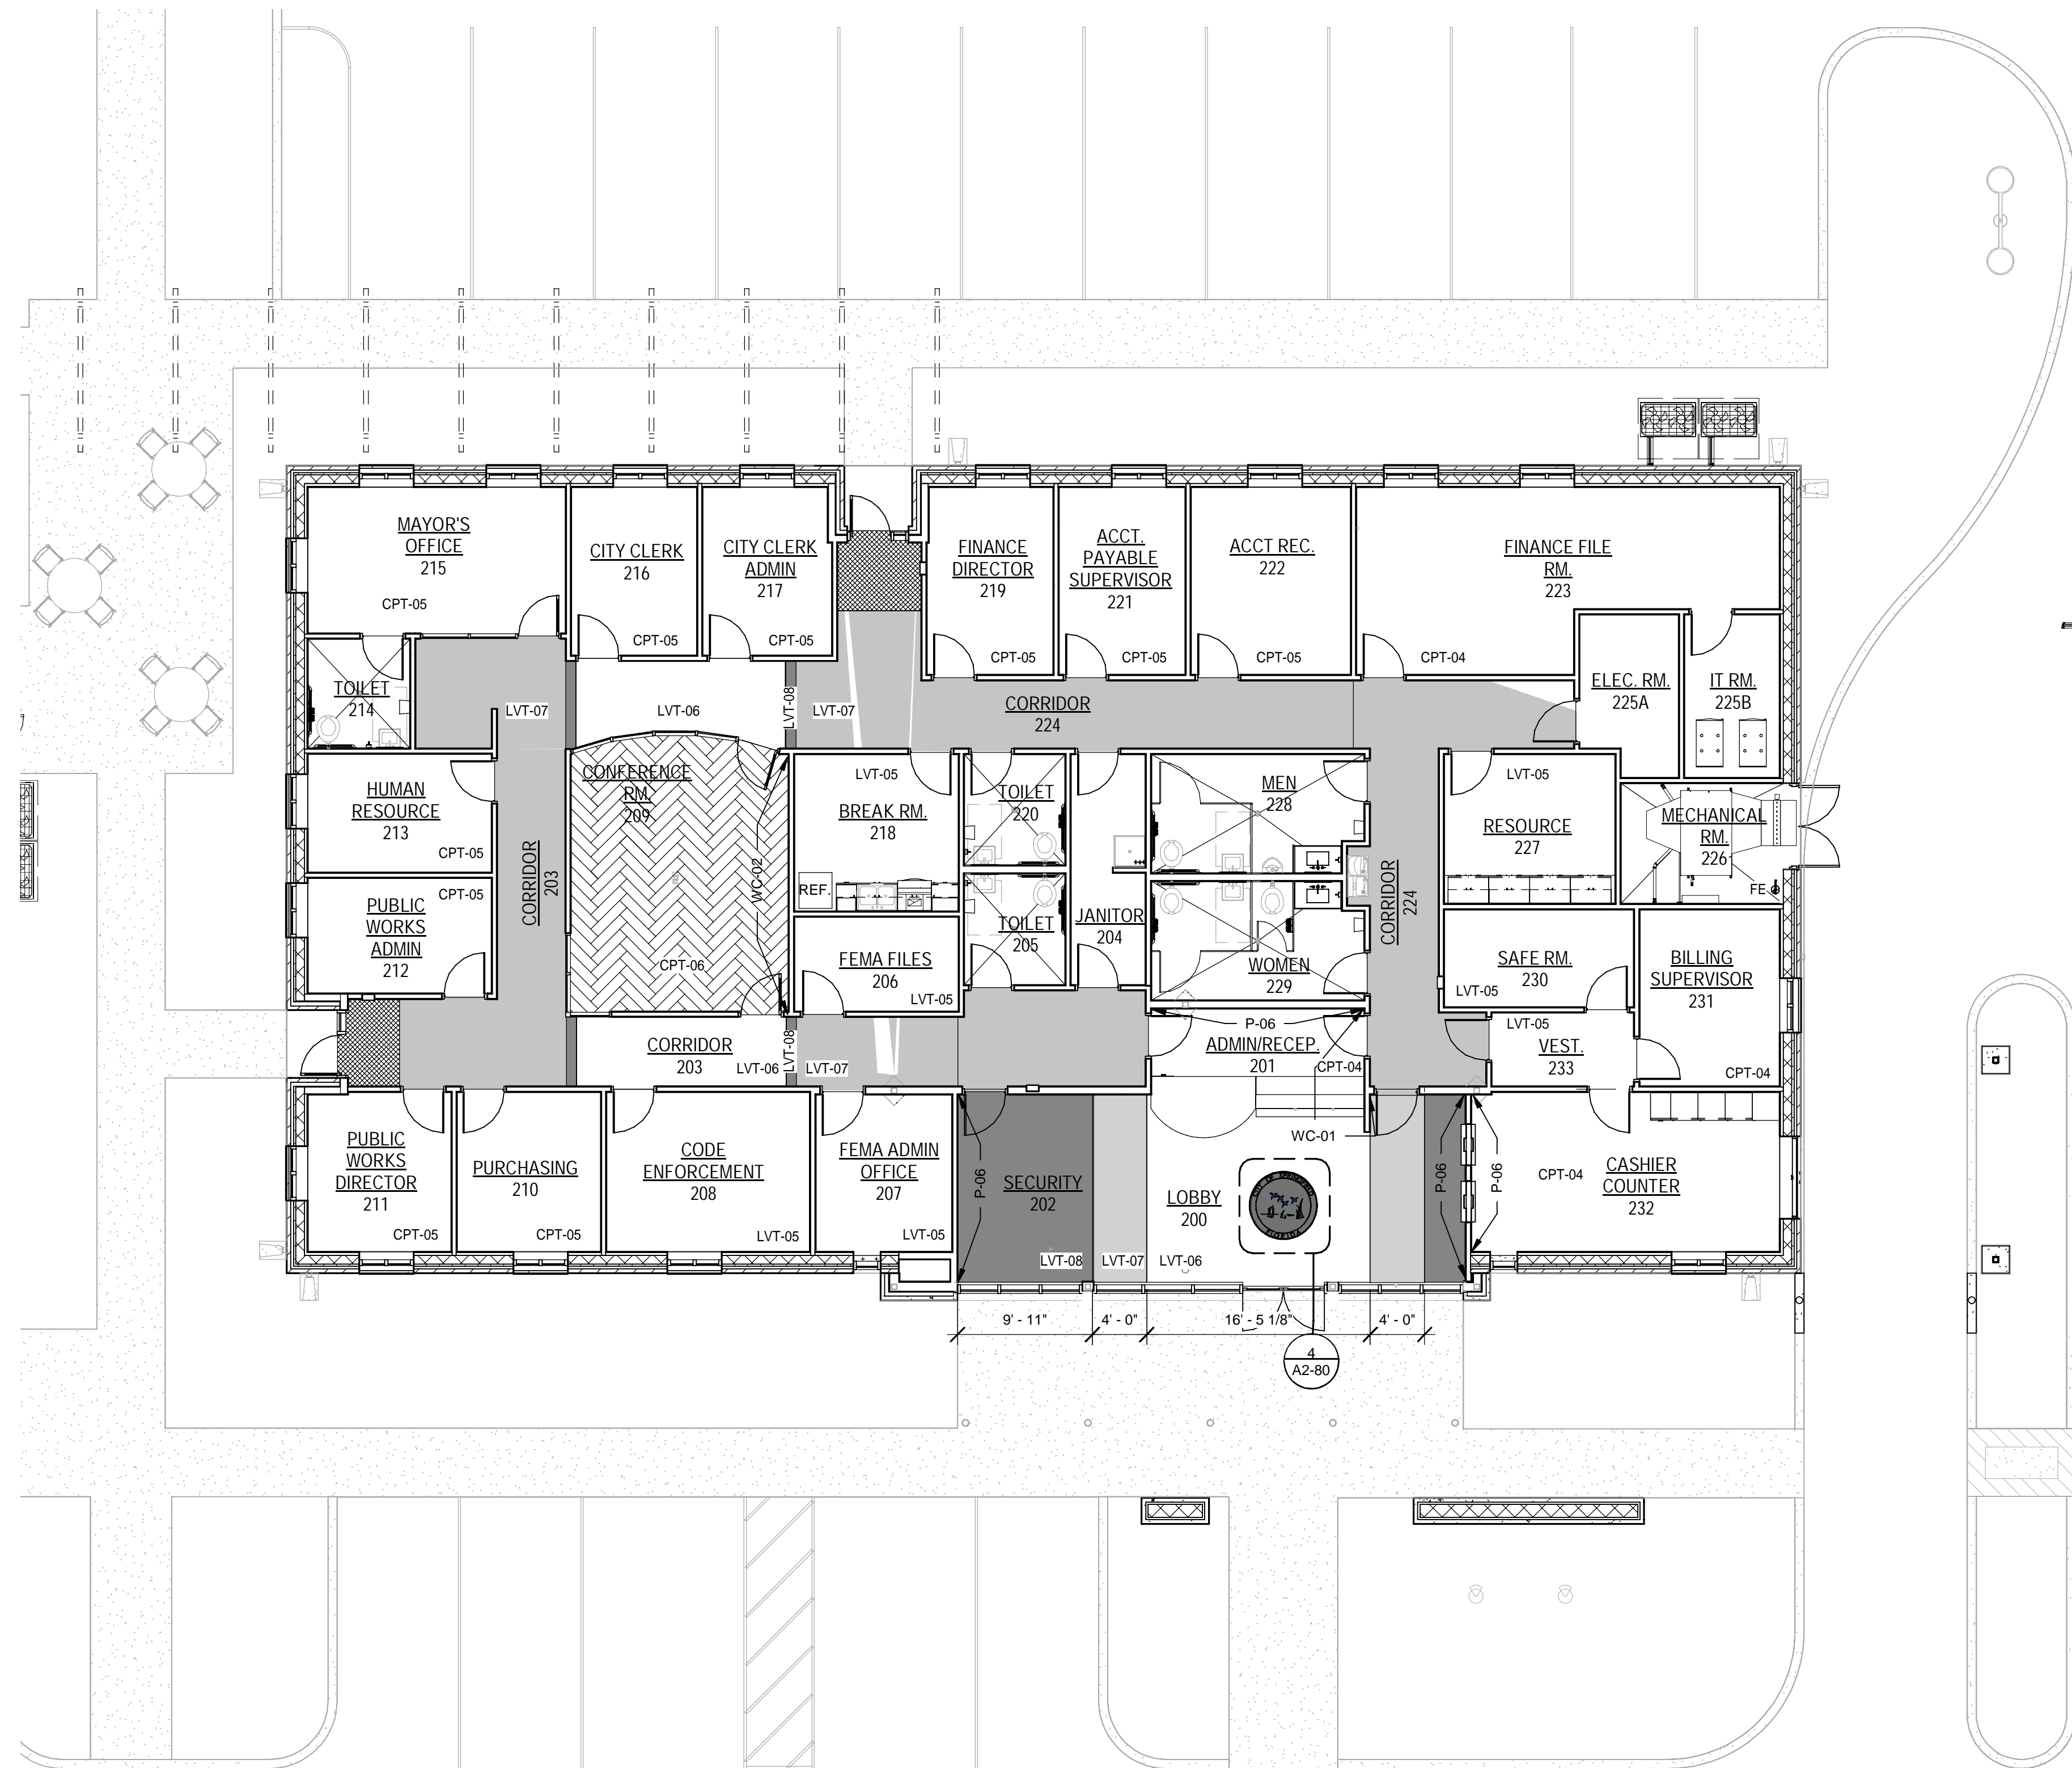 MAYOR'S
OFFICE
215
CPT-05
CITY CLERK
216
CPT-05
CITY CLERK
ADMIN
217
CPT-05
FINANCE
DIRECTOR
219
CPT-05
ACCT.
PAYABLE
SUPERVISOR
221
CPT-05
ACCT REC.
222
CPT-05
FINANCE FILE
RM.
223
CPT-04
ELEC. RM.
225A
IT RM.
225B
TOILET
214
LVT-07
LVT-06
LVT-08
LVT-07
CORRIDOR
224
HUMAN
RESOURCE
213
CPT-05
CORRIDOR
203
CONFERENCE
RM.
209
WC-02
CPT-06
LVT-05
BREAK RM.
218
REF.
TOILET
220
MEN
228
LVT-05
RESOURCE
227
MECHANICAL
RM.
226
FE
CPT-05
PUBLIC
WORKS
ADMIN
212
FEMA FILES
206
LVT-05
TOILET
205
JANITOR
204
WOMEN
229
CORRIDOR
224
SAFE RM.
230
LVT-05
BILLING
SUPERVISOR
231
CPT-04
CORRIDOR
203
LVT-06
LVT-08
LVT-07
P-06
ADMIN/RECEP.
201
CPT-04
LVT-05
VEST.
233
PUBLIC
WORKS
DIRECTOR
211
CPT-05
PURCHASING
210
CPT-05
CODE
ENFORCEMENT
208
LVT-05
FEMA ADMIN
OFFICE
207
LVT-05
P-06
SECURITY
202
LVT-08
LVT-07
WC-01
LOBBY
200
LVT-06
P-06
P-06
CPT-04
CASHIER
COUNTER
232
9' - 11"
4' - 0"
16' - 5 1/8"
4' - 0"
4
A2-80